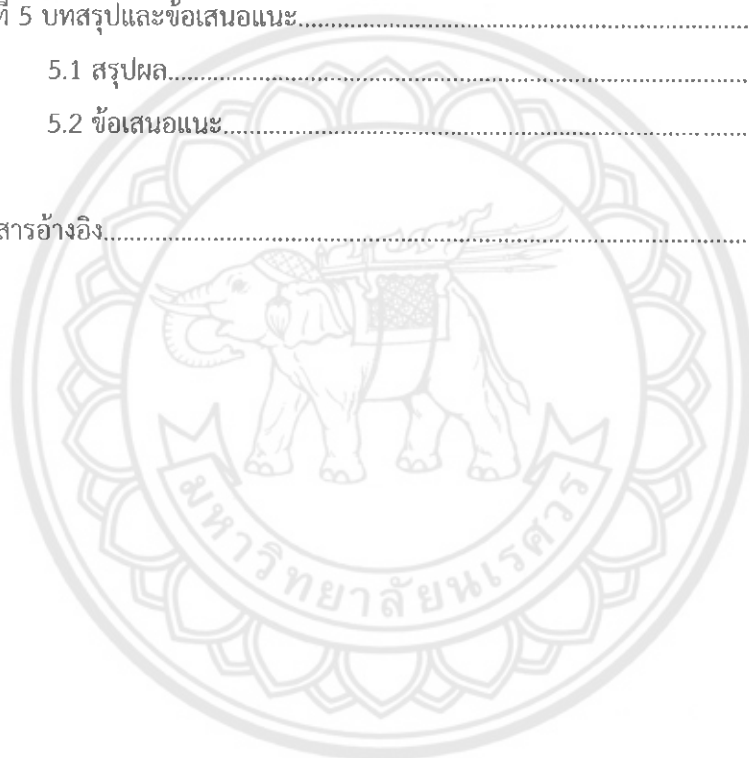 ที่ 5 บทสรุปและข้อเสนอแนะ........................................................
5.1 สรุปผล........................................................
5.2 ข้อเสนอแนะ........................................................
สารอ้างอิง........................................................
มหาวิทยาลัยนเรศวร